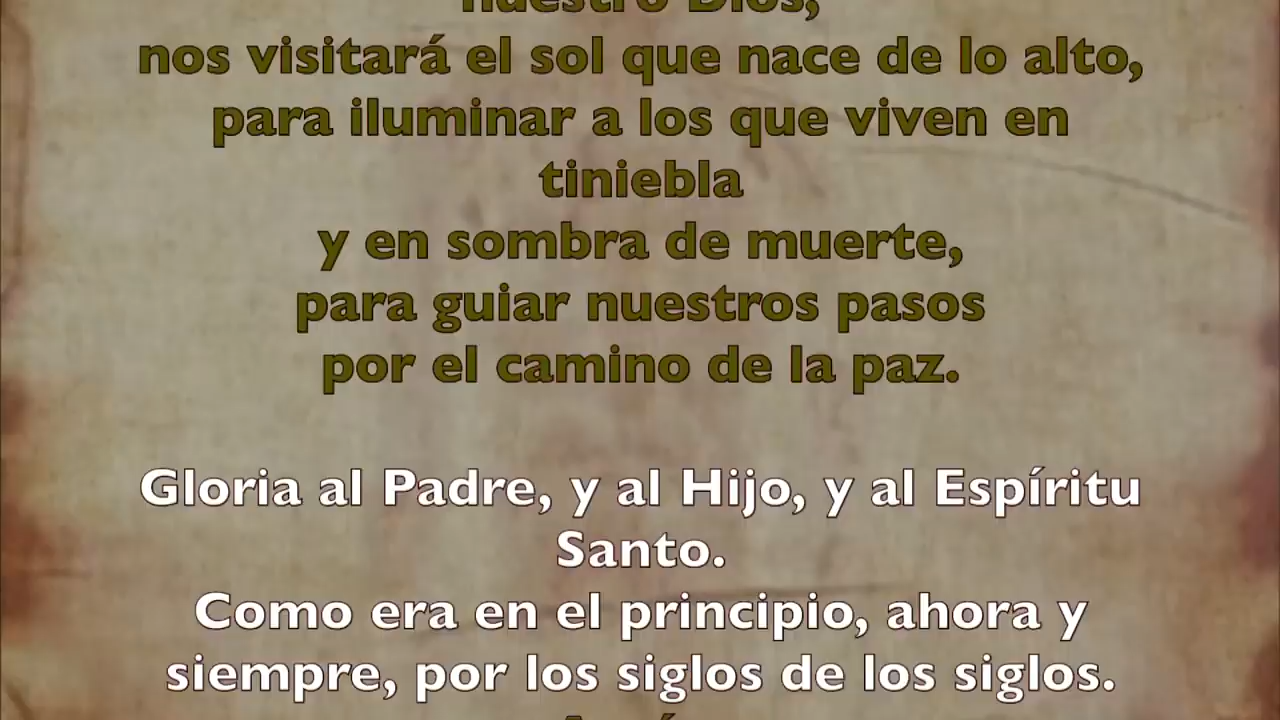 nuestro Dios,
nos visitará el sol que nace de lo alto,
para iluminar a los que viven en
tiniebla
y en sombra de muerte,
para guiar nuestros pasos
por el camino de la paz.
Gloria al Padre, y al Hijo, y al Espíritu
Santo.
Como era en el principio, ahora y
siempre, por los siglos de los siglos.